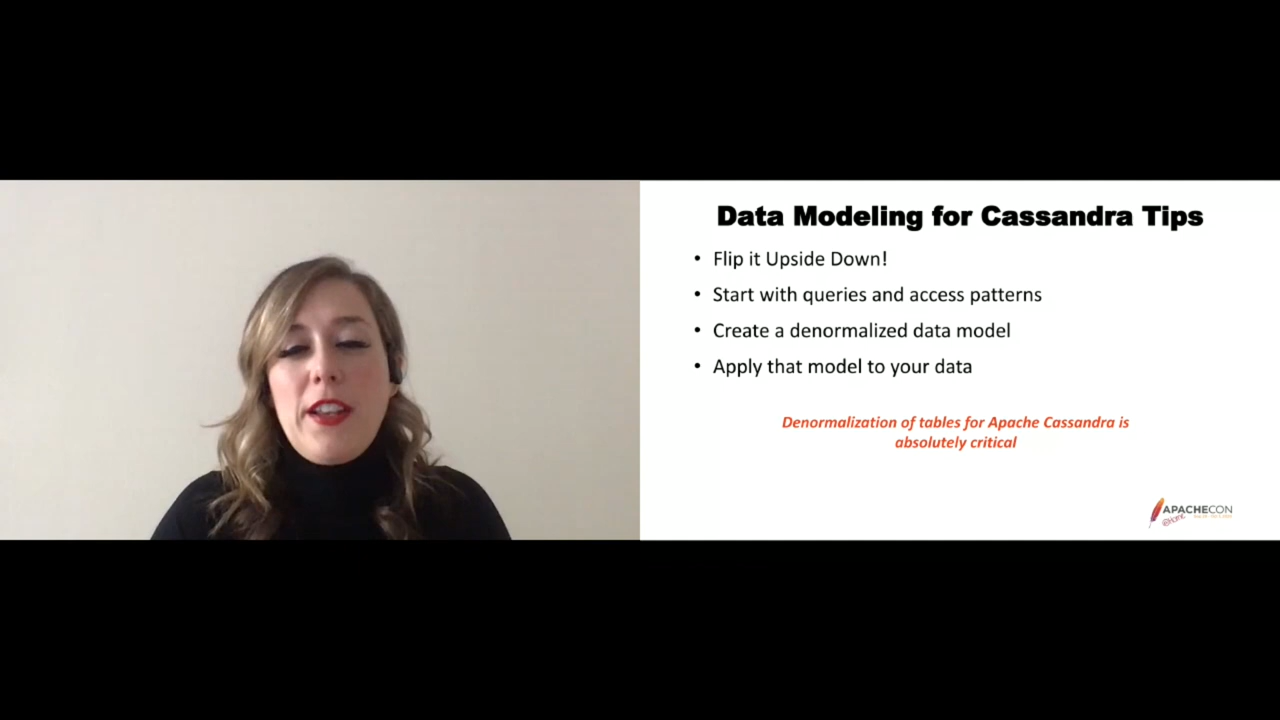 Data Modeling for Cassandra Tips
• Flip it Upside Down!
• Start with queries and access patterns
• Create a denormalized data model
• Apply that model to your data
Denormalization of tables for Apache Cassandra is
absolutely critical
APACHECON
@Home